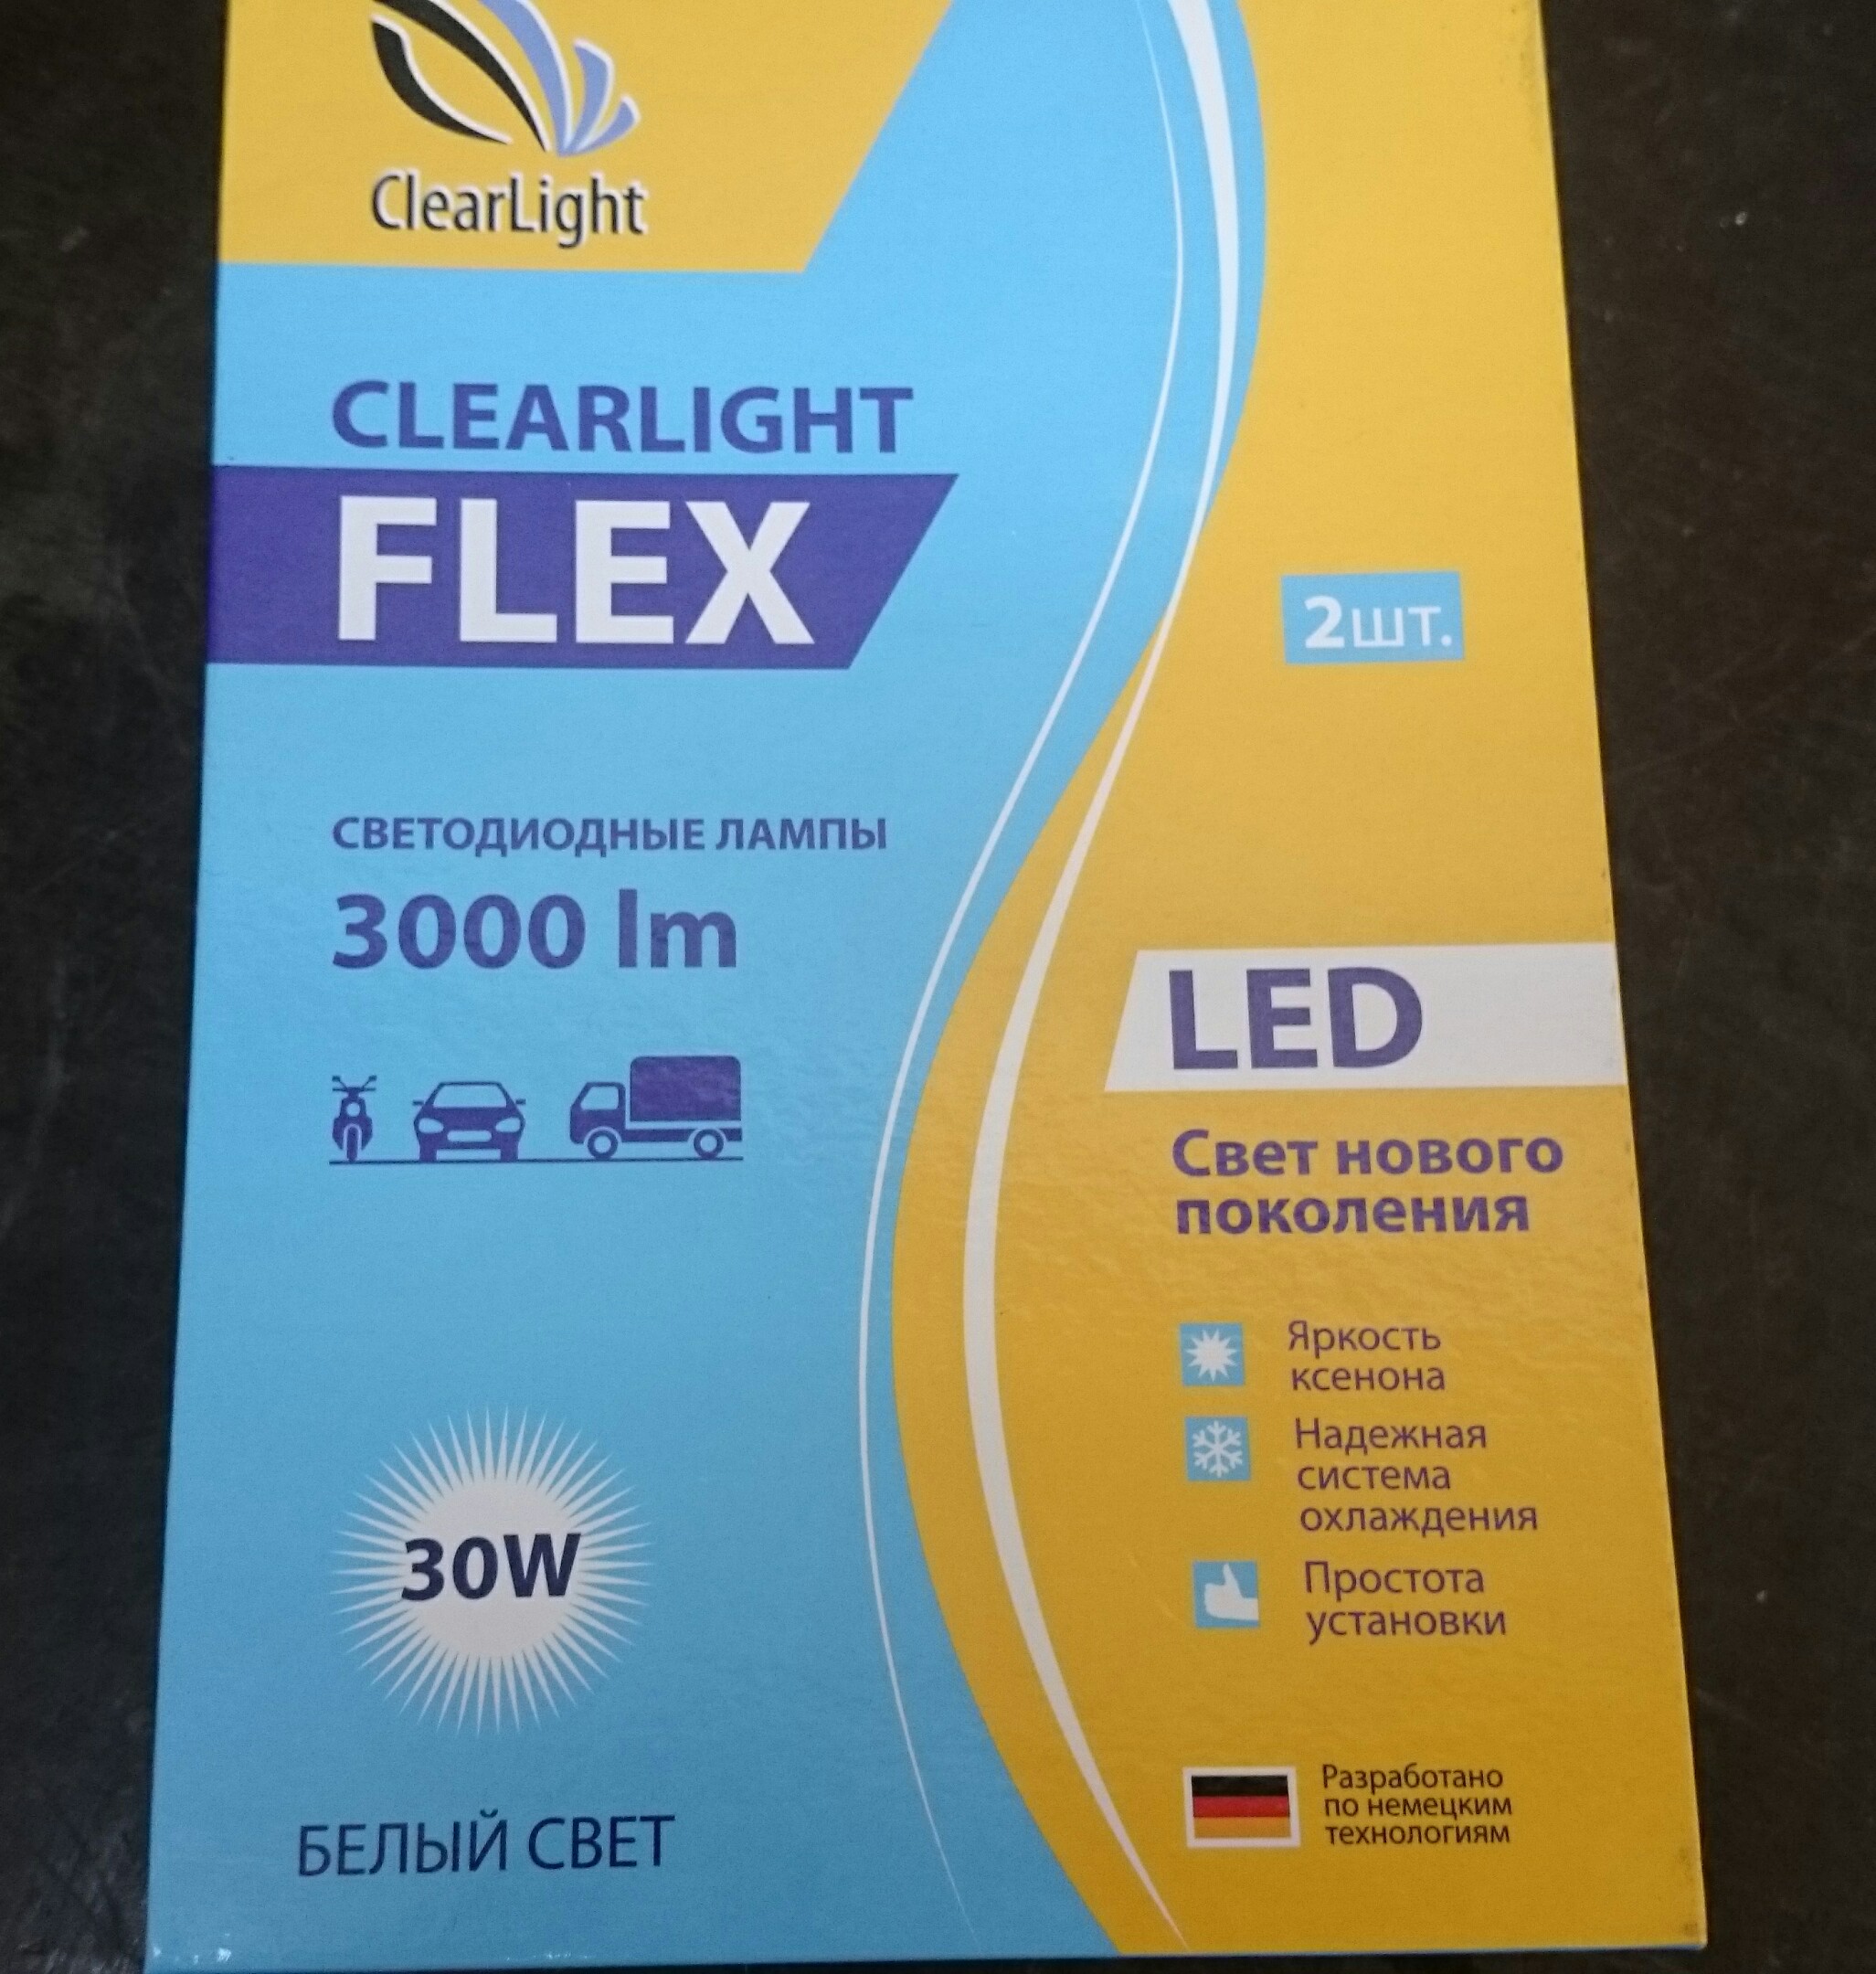 ClearLight
CLEARLIGHT
FLEX
2шт.
СВЕТОДИОДНЫЕ ЛАМПЫ
3000 lm
LED
Свет нового
поколения
Яркость
ксенона
Надежная
система
охлаждения
Простота
установки
30W
БЕЛЫЙ СВЕТ
Разработано
по немецким
технологиям